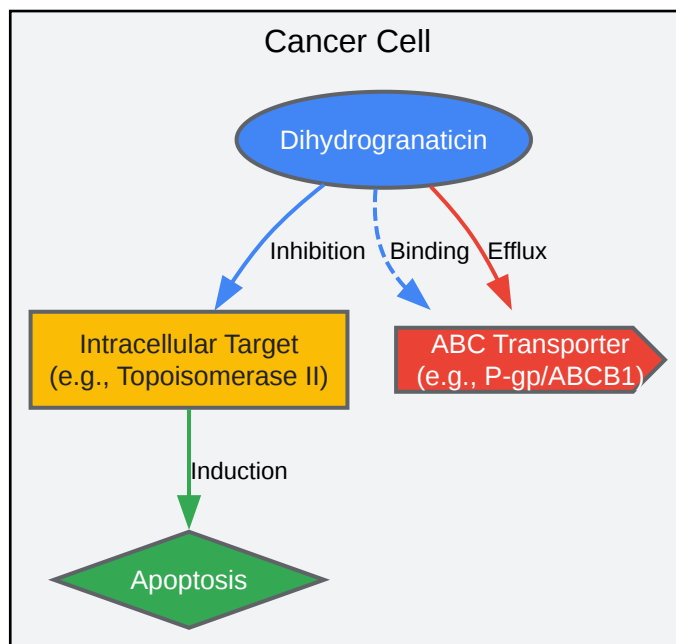 Cancer Cell
Dihydrogranaticin
Inhibition
Binding
Efflux
Intracellular Target
(e.g., Topoisomerase II)
ABC Transporter
(e.g., P-gp/ABCB1)
Induction
Apoptosis